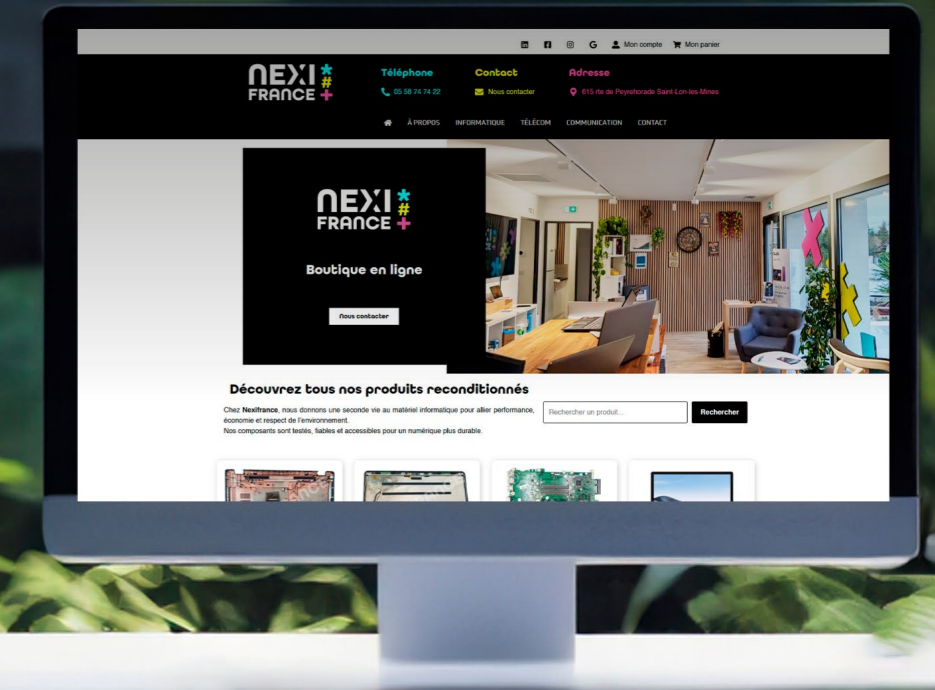 Mon compte
Mon panier
NEXI*#
FRANCE+
Téléphone
05 58 74 74 22
Contact
Nous contacter
Adresse
615 rte de Peyrehorade Saint-Lon-les-Mines
À PROPOS
INFORMATIQUE
TÉLÉCOM
COMMUNICATION
CONTACT
NEXI*#
FRANCE+
Boutique en ligne
Nous contacter
Découvrez tous nos produits reconditionnés
Chez Nexifrance, nous donnons une seconde vie au matériel informatique pour allier performance,
économie et respect de l'environnement.
Nos composants sont testés, fiables et accessibles pour un numérique plus durable.
Rechercher un produit...
Rechercher